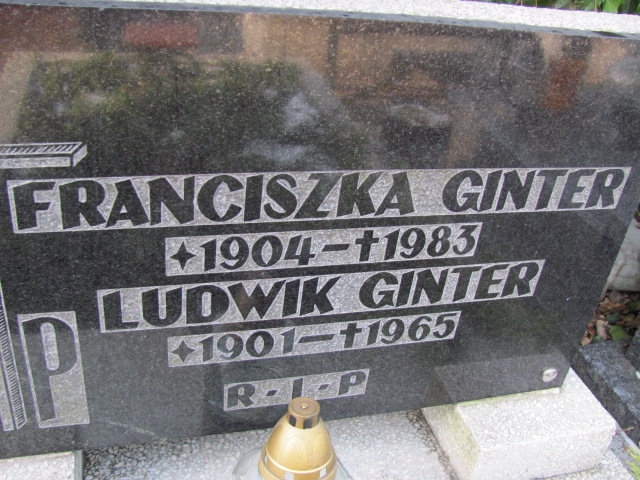 FRANCISZKA GINTER
✦1904-✝1983
LUDWIK GINTER
✦1901-✝1965
R-I-P
P